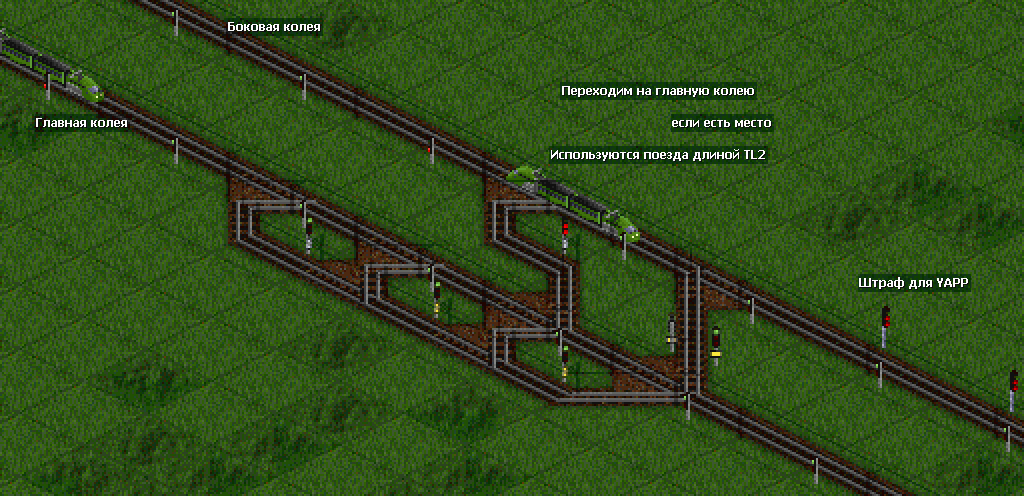 Боковая колея
Переходим на главную колею
Главная колея
если есть место
Используются поезда длиной TL2
Штраф для YAPP